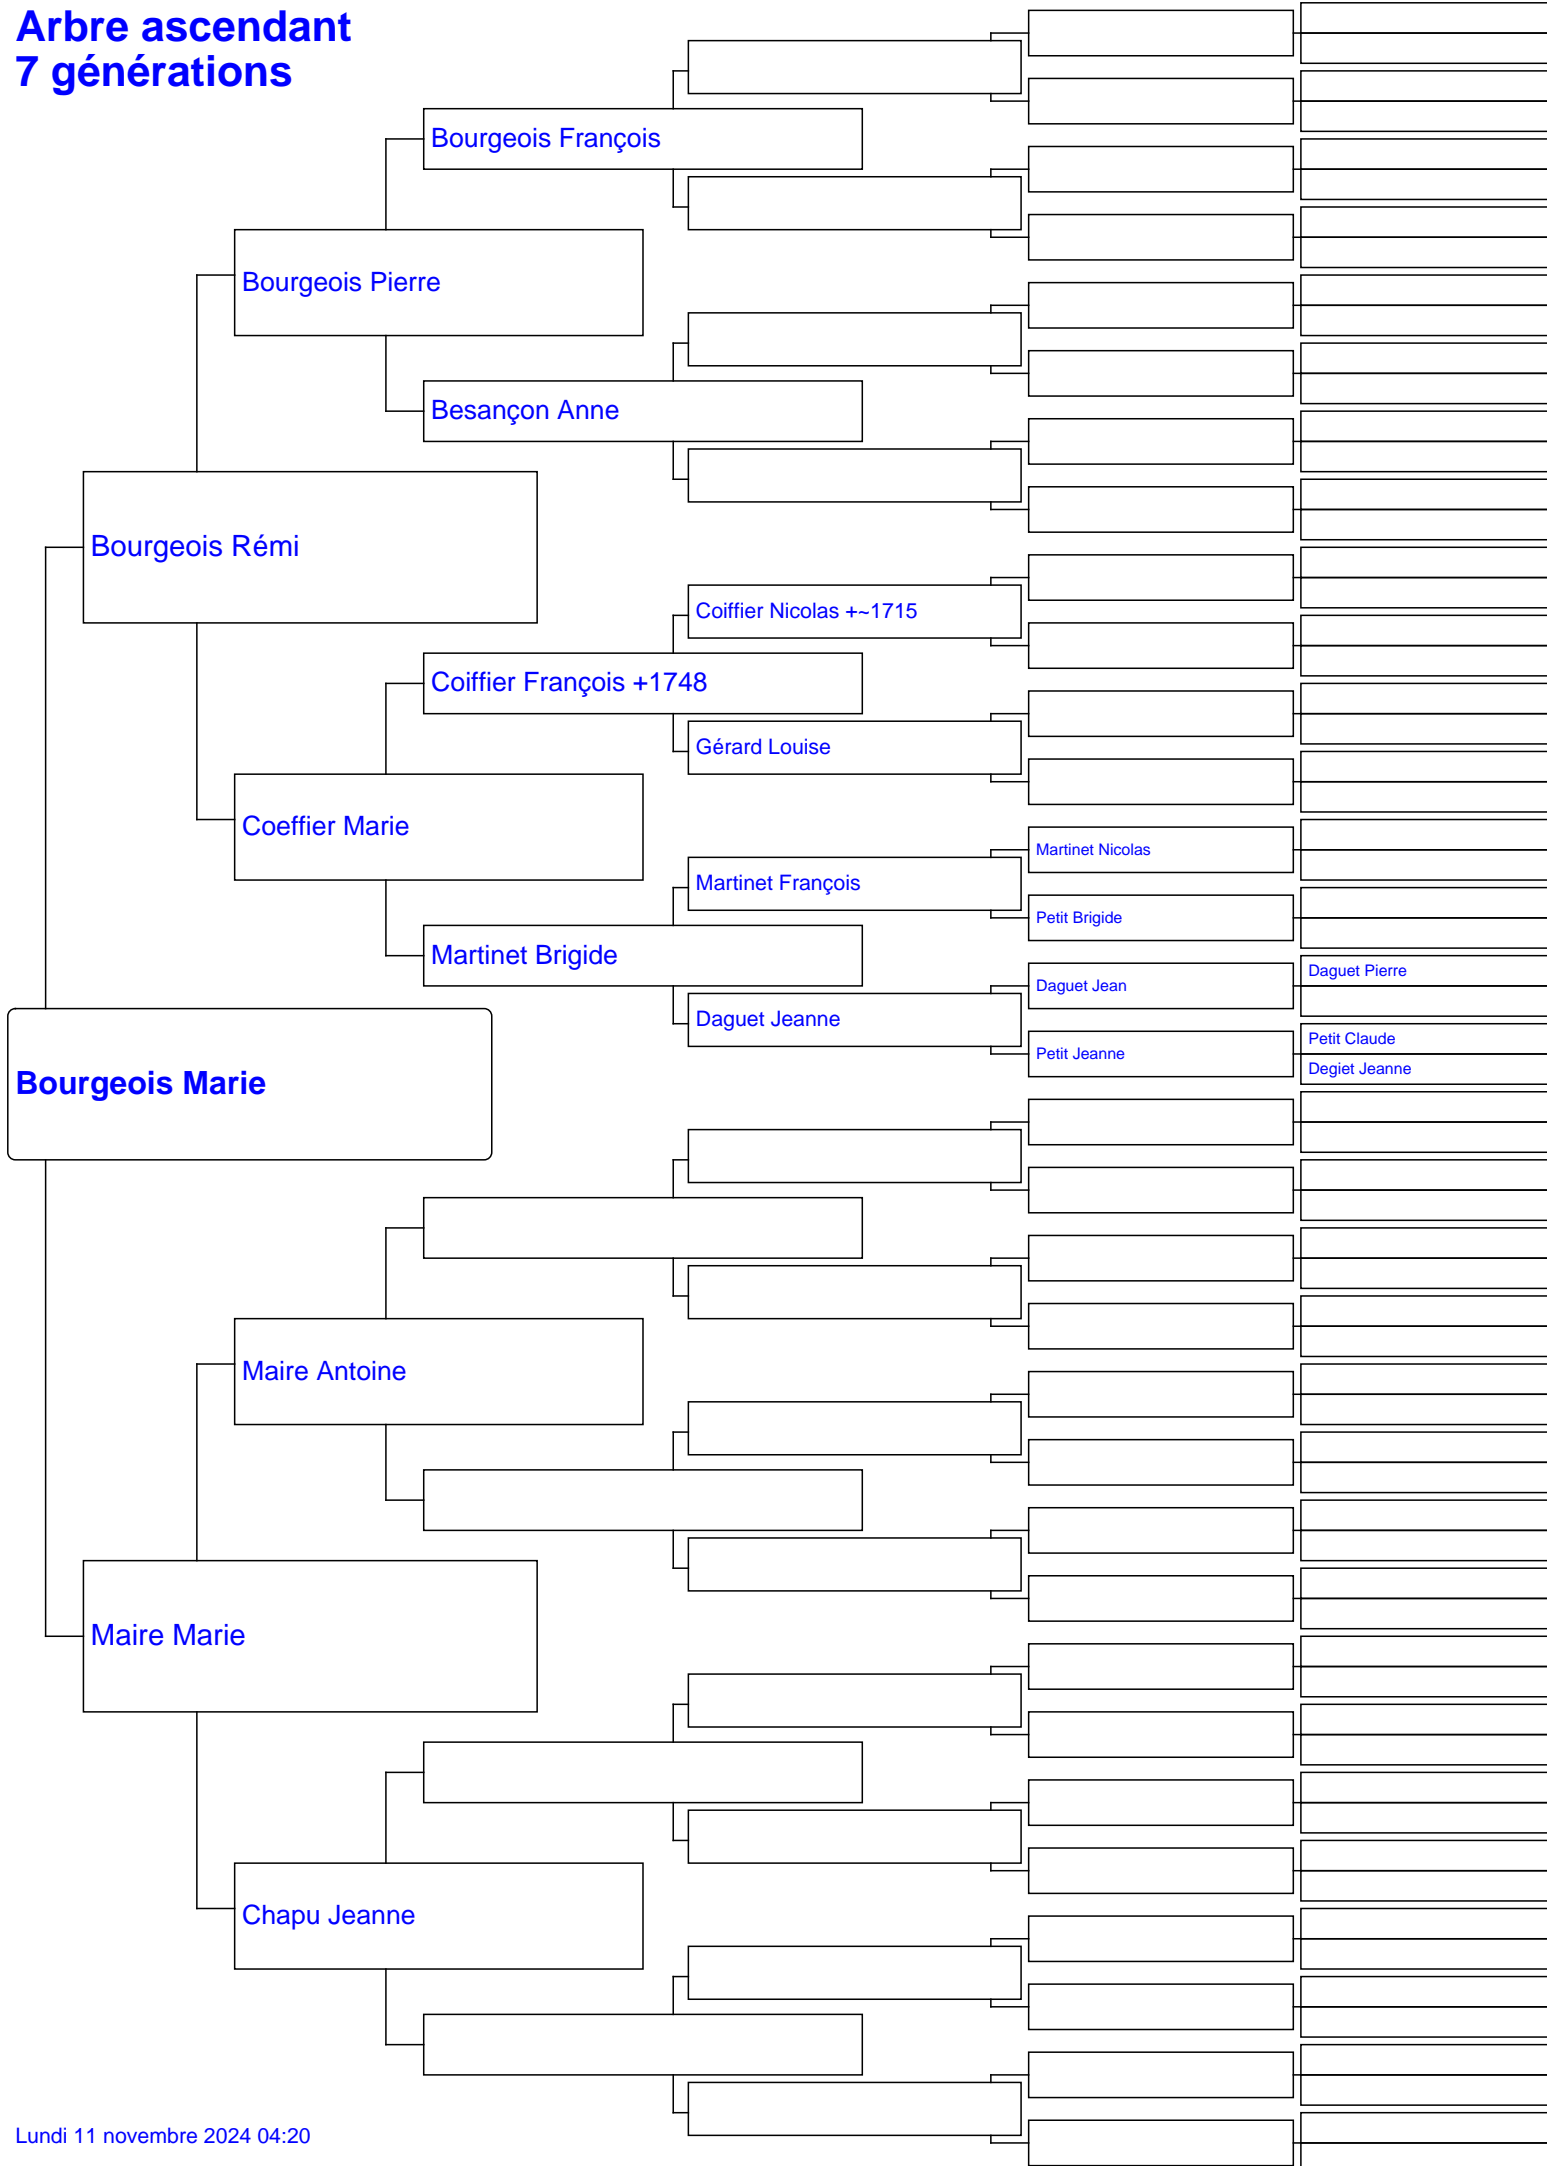 Arbre ascendant
7 générations
Bourgeois François
Bourgeois Pierre
Besançon Anne
Bourgeois Rémi
Coiffier Nicolas +~1715
Coiffier François +1748
Gérard Louise
Coeffier Marie
Martinet Nicolas
Martinet François
Petit Brigide
Martinet Brigide
Daguet Pierre
Daguet Jean
Daguet Jeanne
Petit Claude
Petit Jeanne
Degiet Jeanne
Bourgeois Marie
Maire Antoine
Maire Marie
Chapu Jeanne
Lundi 11 novembre 2024 04:20